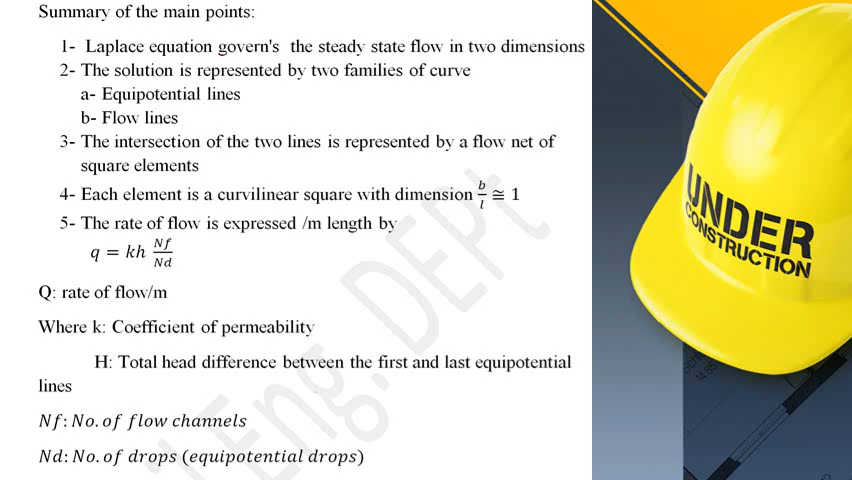 Summary of the main points:
1- Laplace equation govern's the steady state flow in two dimensions
2- The solution is represented by two families of curve
a- Equipotential lines
b- Flow lines
3- The intersection of the two lines is represented by a flow net of
square elements
4- Each element is a curvilinear square with dimension b/l ≅ 1
5- The rate of flow is expressed /m length by
q = kh Nf/Nd
Q: rate of flow/m
Where k: Coefficient of permeability
H: Total head difference between the first and last equipotential
lines
Nf: No. of flow channels
Nd: No. of drops (equipotential drops)
Eng. DEPt
UNDER
CONSTRUCTION
14.85